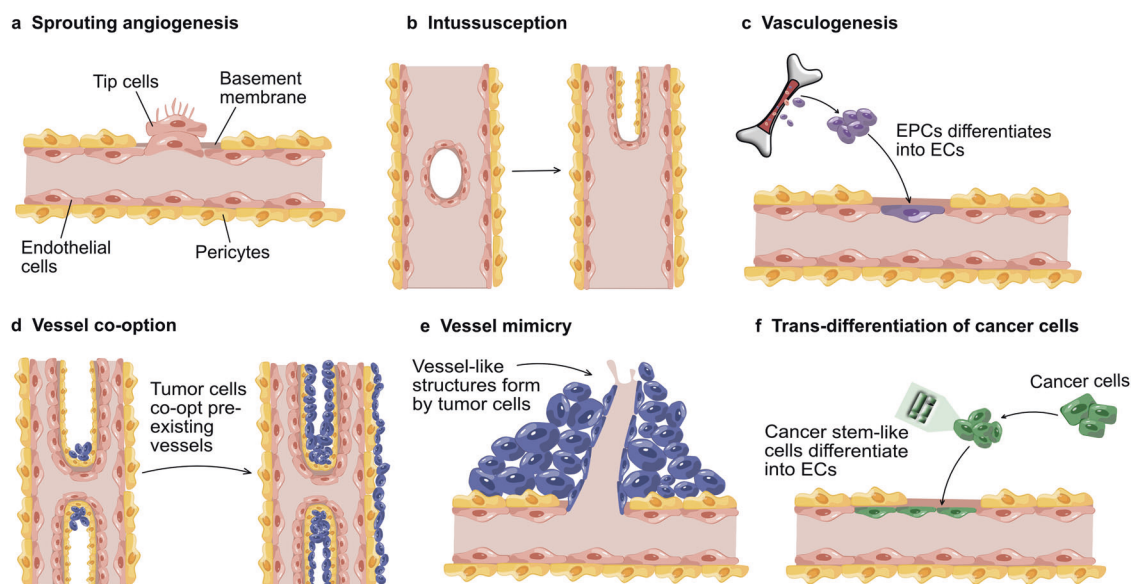 a Sprouting angiogenesis
Tip cells
Basement
membrane
Endothelial
cells
Pericytes
b Intussusception
c Vasculogenesis
EPCs differentiates
into ECs
d Vessel co-option
Tumor cells
co-opt pre-
existing
vessels
e Vessel mimicry
Vessel-like
structures form
by tumor cells
f Trans-differentiation of cancer cells
Cancer cells
Cancer stem-like
cells differentiate
into ECs